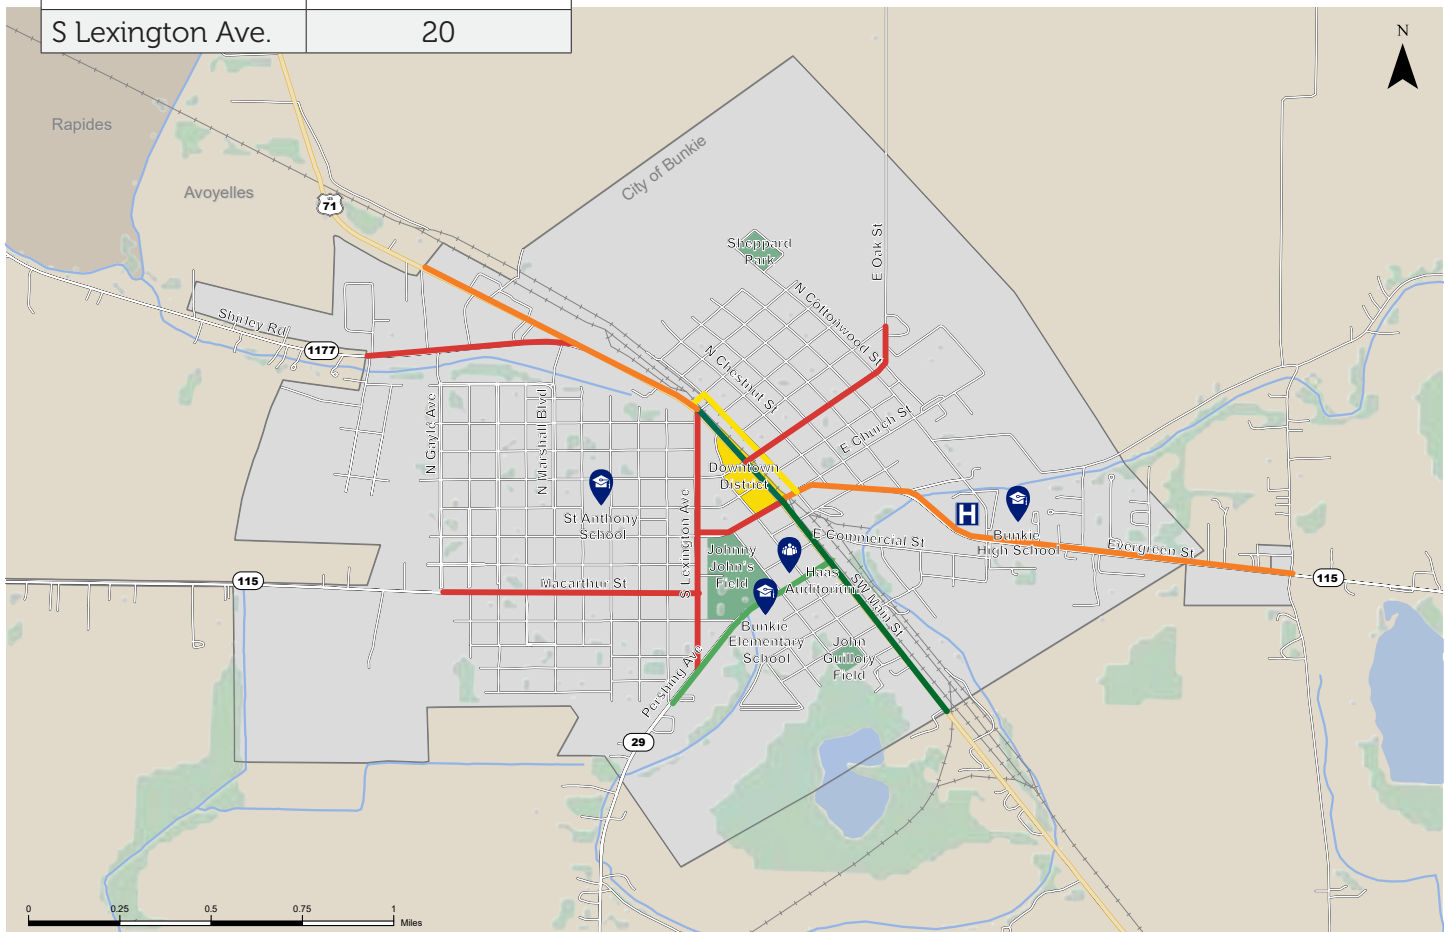 S Lexington Ave. 20
N
Rapides
Avoyelles
City of Bunkie
US
71
Sheppard
Park
E Oak St
N Cottonwood St
Shirley Rd
1177
N Chestnut St
E Church St
N Gayle Ave
N Marshall Blvd
Downtown
District
St Anthony
School
S Lexington Ave
H
Bunkie
High School
Evergreen St
E Commercial St
Johnny
John's
Field
Haas
Auditorium
SW Main St
115
Macarthur St
115
Bunkie
Elementary
School
John
Guillory
Field
Pershing Ave
29
0 0.25 0.5 0.75 1
Miles